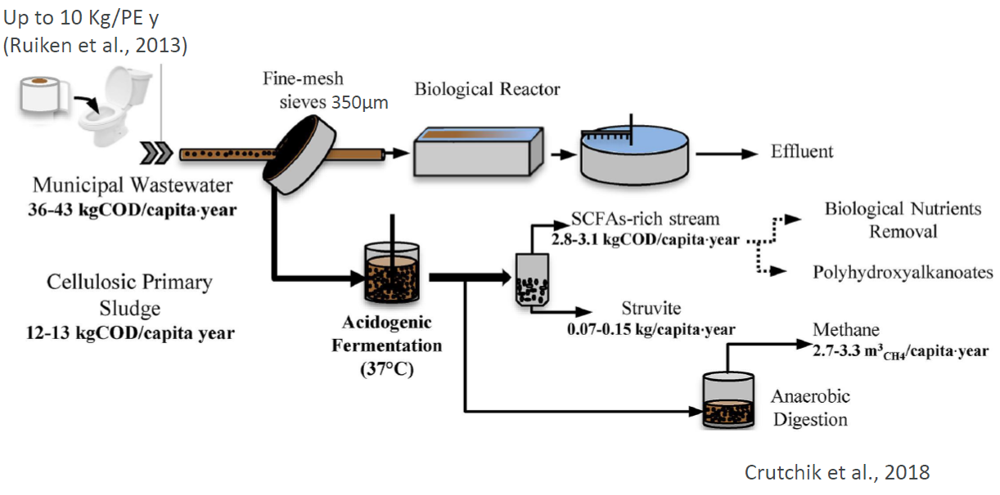 Up to 10 Kg/PE y
(Ruiken et al., 2013)
Fine-mesh
sieves 350µm
Biological Reactor
Effluent
Municipal Wastewater
36-43 kgCOD/capita·year
SCFAs-rich stream
2.8-3.1 kgCOD/capita·year
Biological Nutrients
Removal
Polyhydroxyalkanoates
Cellulosic Primary
Sludge
12-13 kgCOD/capita year
Acidogenic
Fermentation
(37°C)
Struvite
0.07-0.15 kg/capita·year
Methane
2.7-3.3 m³CH4/capita·year
Anaerobic
Digestion
Crutchik et al., 2018